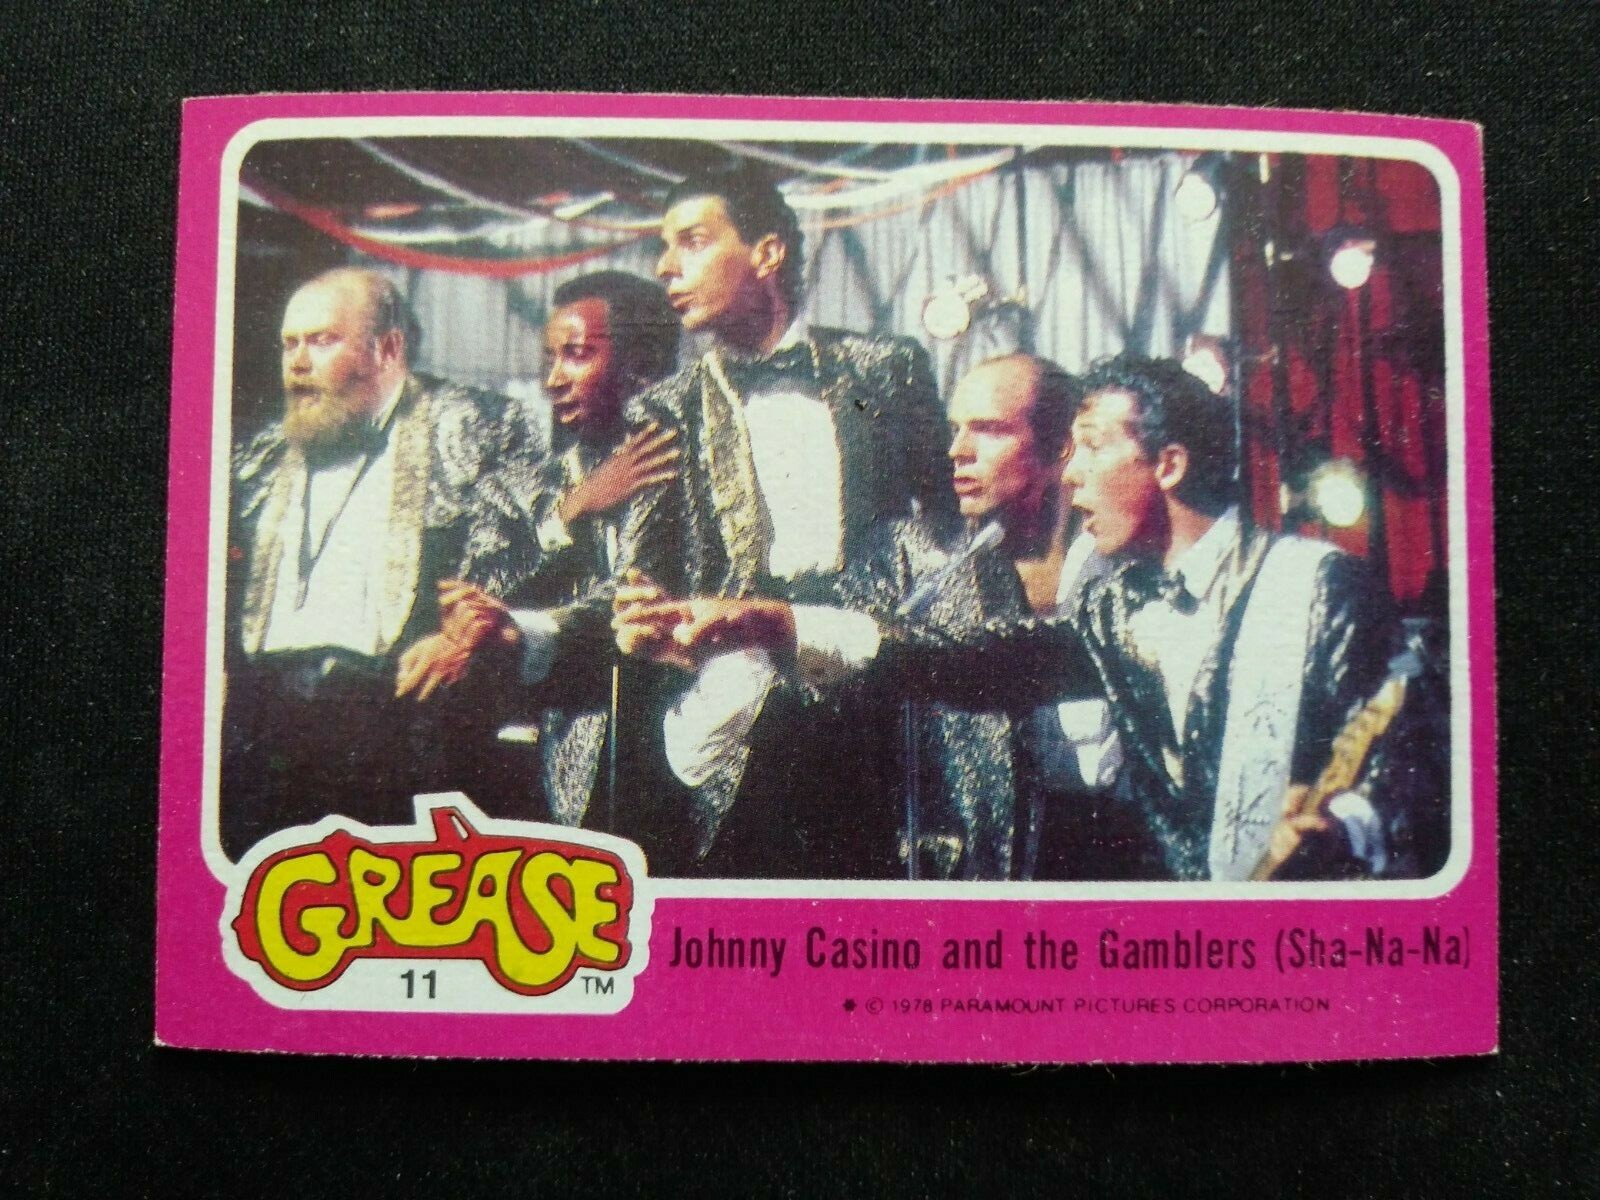 GREASE
11
TM
Johnny Casino and the Gamblers (Sha-Na-Na)
* © 1978 PARAMOUNT PICTURES CORPORATION